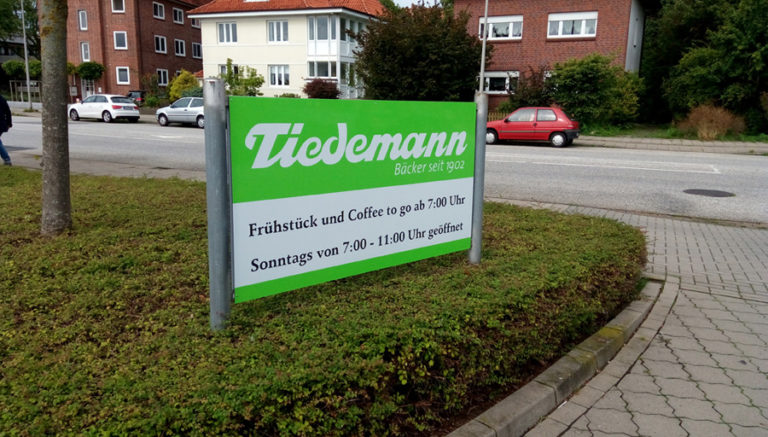 Tiedemann
Bäcker seit 1902
Frühstück und Coffee to go ab 7:00 Uhr
Sonntags von 7:00 - 11:00 Uhr geöffnet